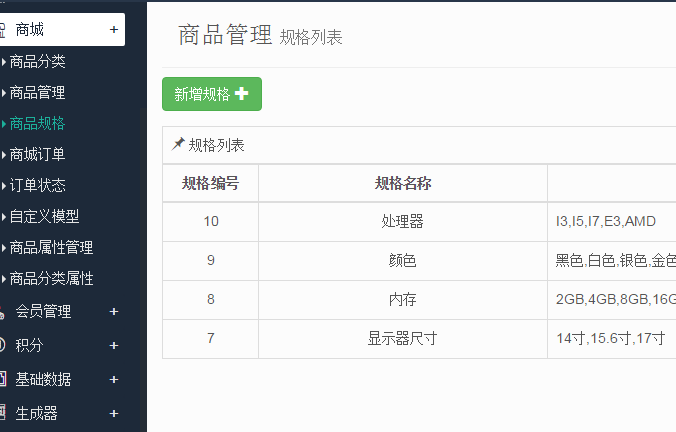 商城 +
商品分类
商品管理
商品规格
商城订单
订单状态
自定义模型
商品属性管理
商品分类属性
会员管理 +
积分 +
基础数据 +
生成器 +
商品管理 规格列表
新增规格
规格列表
规格编号 规格名称
10 处理器 I3,I5,I7,E3,AMD
9 颜色 黑色,白色,银色,金色
8 内存 2GB,4GB,8GB,16G
7 显示器尺寸 14寸,15.6寸,17寸